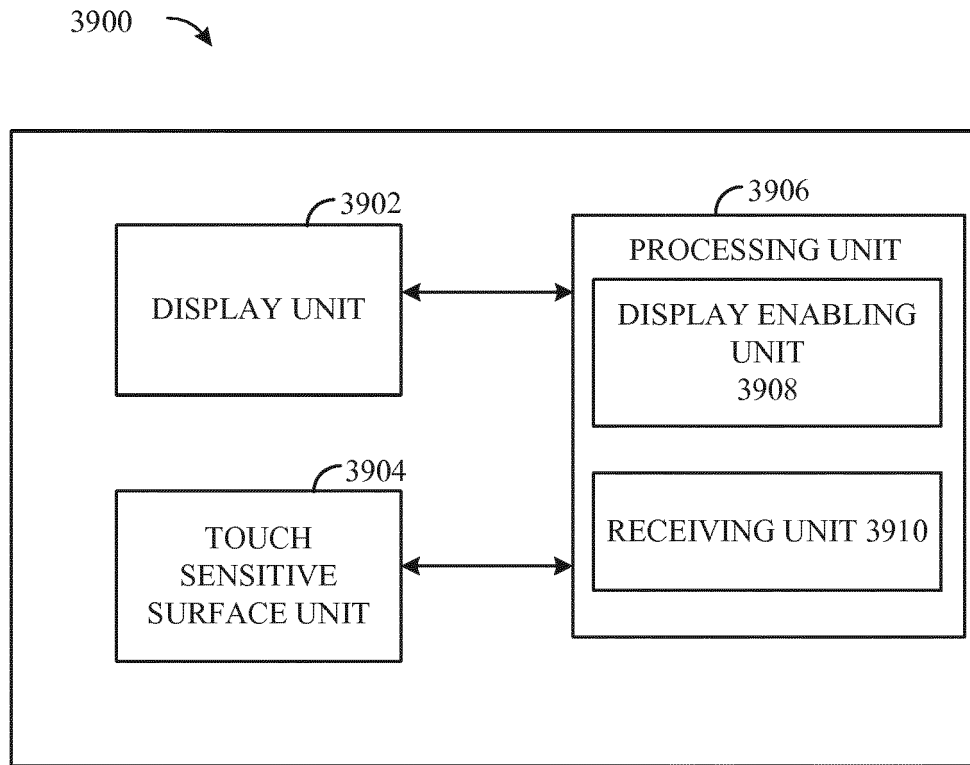 3900
3902
DISPLAY UNIT
3904
TOUCH
SENSITIVE
SURFACE UNIT
3906
PROCESSING UNIT
DISPLAY ENABLING
UNIT
3908
RECEIVING UNIT 3910